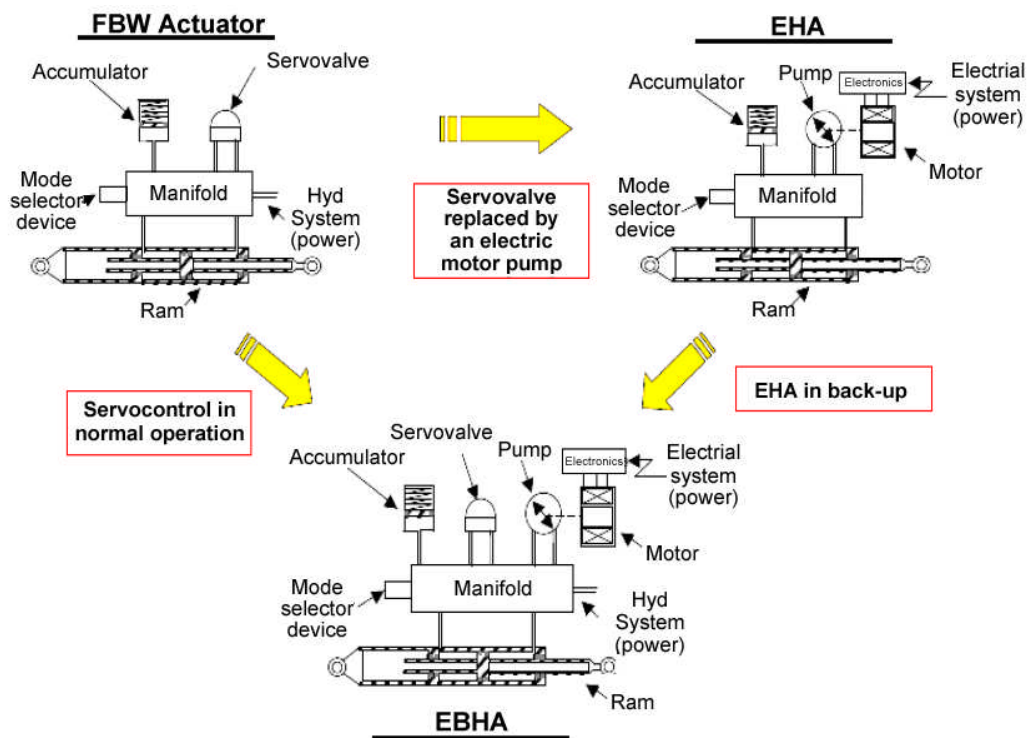 FBW Actuator
Accumulator
Servovalve
Mode
selector
device
Manifold
Hyd
System
(power)
Ram
Servovalve
replaced by
an electric
motor pump
EHA
Accumulator
Pump
Electronics
Electrial
system
(power)
Motor
Mode
selector
device
Manifold
Ram
Servocontrol in
normal operation
EHA in back-up
Accumulator
Servovalve
Pump
Electronics
Electrial
system
(power)
Motor
Mode
selector
device
Manifold
Hyd
System
(power)
Ram
EBHA